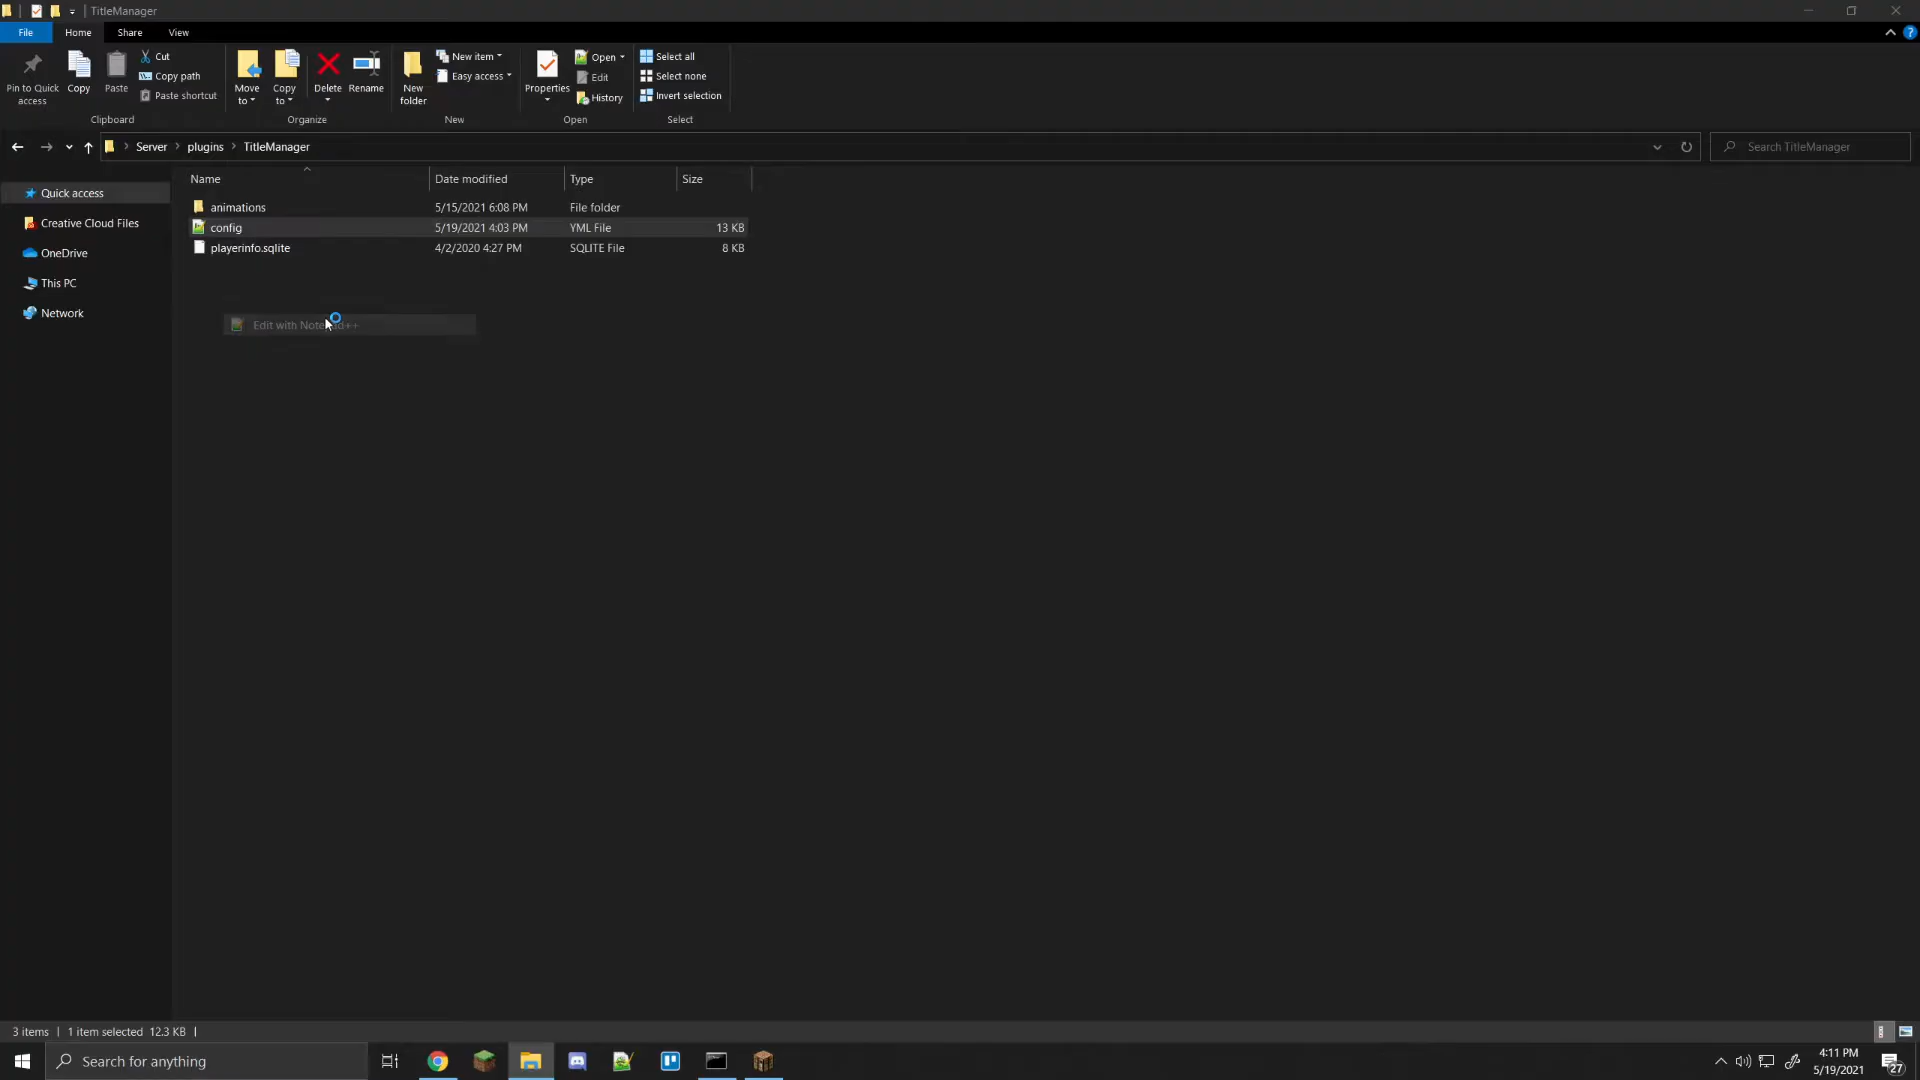 TitleManager
File Home Share View
Pin to Quick access
Copy
Paste
Cut
Copy path
Paste shortcut
Clipboard
Move to
Copy to
Delete
Rename
Organize
New folder
New item
Easy access
New
Properties
Open
Edit
History
Open
Select all
Select none
Invert selection
Select
Server plugins TitleManager
Search TitleManager
Name Date modified Type Size
Quick access
Creative Cloud Files
OneDrive
This PC
Network
animations 5/15/2021 6:08 PM File folder
config 5/19/2021 4:03 PM YML File 13 KB
playerinfo.sqlite 4/2/2020 4:27 PM SQLITE File 8 KB
Edit with Notepad++
3 items 1 item selected 12.3 KB
Search for anything
4:11 PM
5/19/2021
27